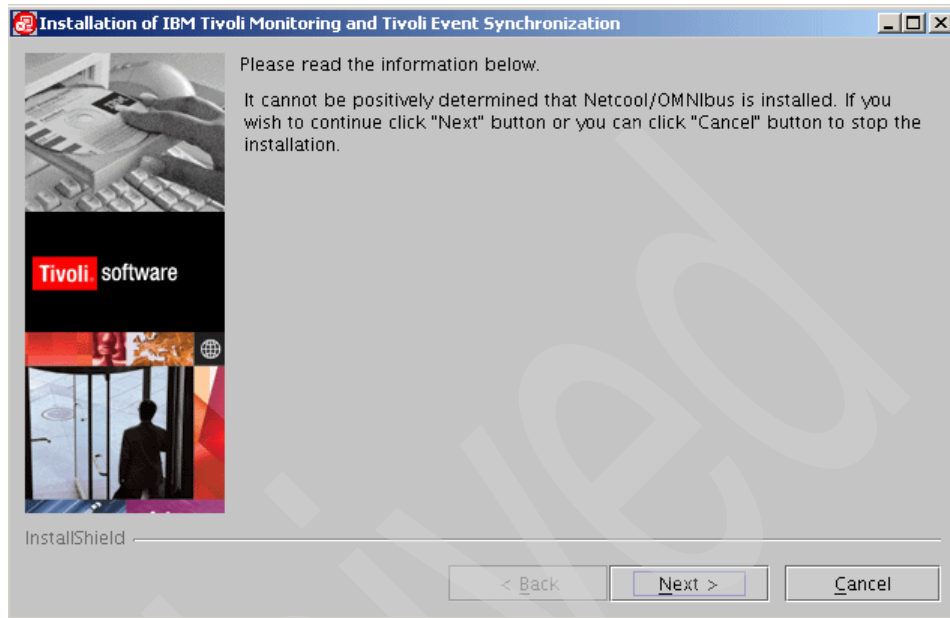 Installation of IBM Tivoli Monitoring and Tivoli Event Synchronization
Please read the information below.
It cannot be positively determined that Netcool/OMNIbus is installed. If you
wish to continue click "Next" button or you can click "Cancel" button to stop the
installation.
Tivoli. software
InstallShield
< Back
Next >
Cancel